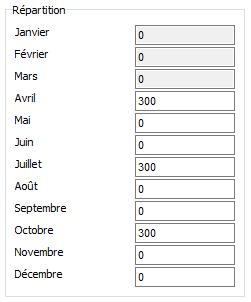 Répartition
Janvier 0
Février 0
Mars 0
Avril 300
Mai 0
Juin 0
Juillet 300
Août 0
Septembre 0
Octobre 300
Novembre 0
Décembre 0